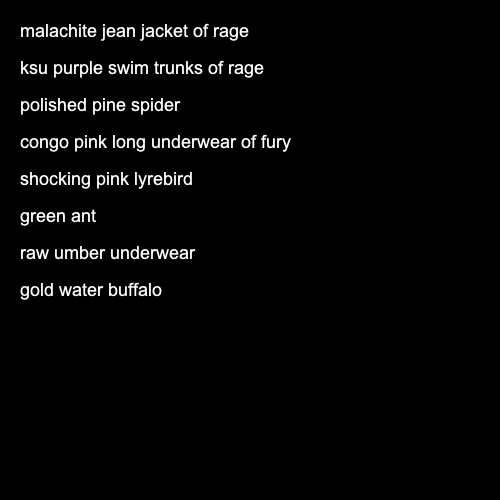 malachite jean jacket of rage
ksu purple swim trunks of rage
polished pine spider
congo pink long underwear of fury
shocking pink lyrebird
green ant
raw umber underwear
gold water buffalo